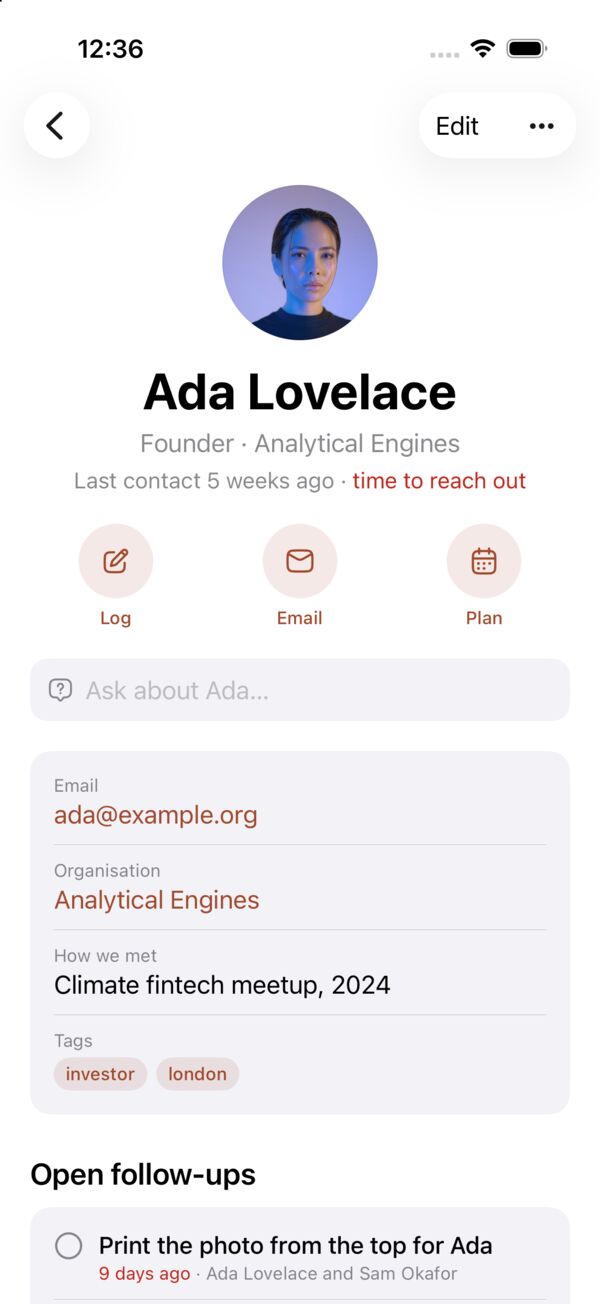 12:36
Edit
Ada Lovelace
Founder · Analytical Engines
Last contact 5 weeks ago · time to reach out
Log Email Plan
Ask about Ada...
Email
ada@example.org
Organisation
Analytical Engines
How we met
Climate fintech meetup, 2024
Tags
investor london
Open follow-ups
Print the photo from the top for Ada
9 days ago · Ada Lovelace and Sam Okafor